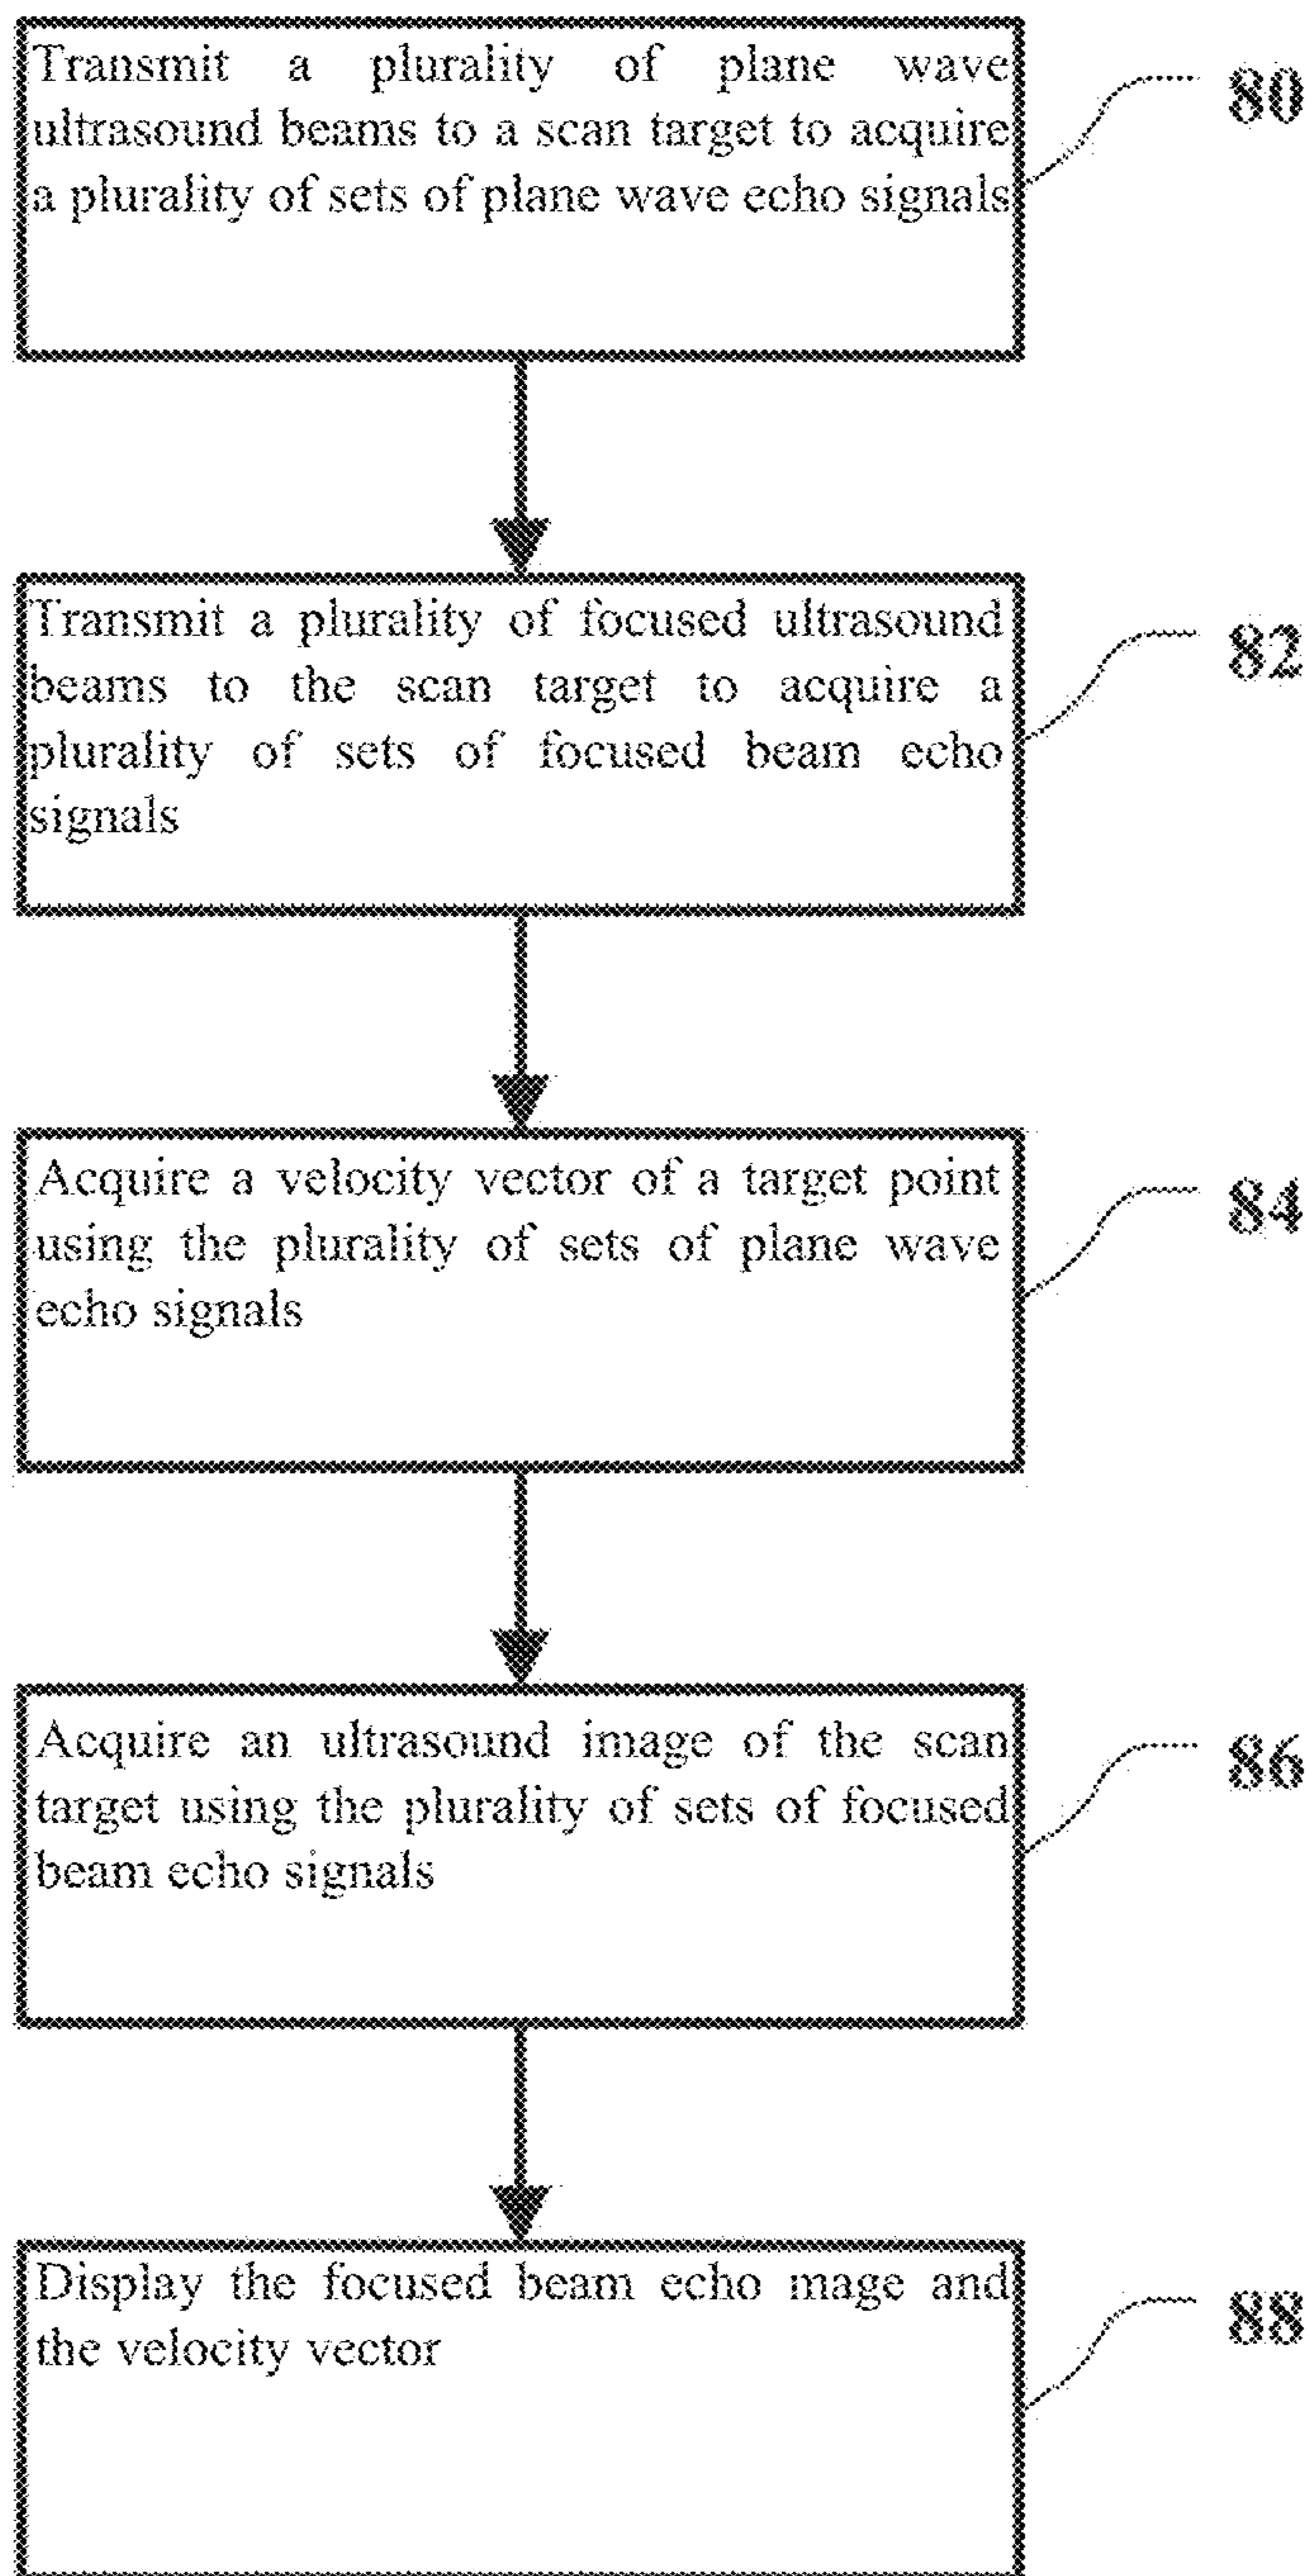 Transmit a plurality of plane wave
ultrasound beams to a scan target to acquire
a plurality of sets of plane wave echo signals
80
Transmit a plurality of focused ultrasound
beams to the scan target to acquire a
plurality of sets of focused beam echo
signals
82
Acquire a velocity vector of a target point
using the plurality of sets of plane wave
echo signals
84
Acquire an ultrasound image of the scan
target using the plurality of sets of focused
beam echo signals
86
Display the focused beam echo mage and
the velocity vector
88